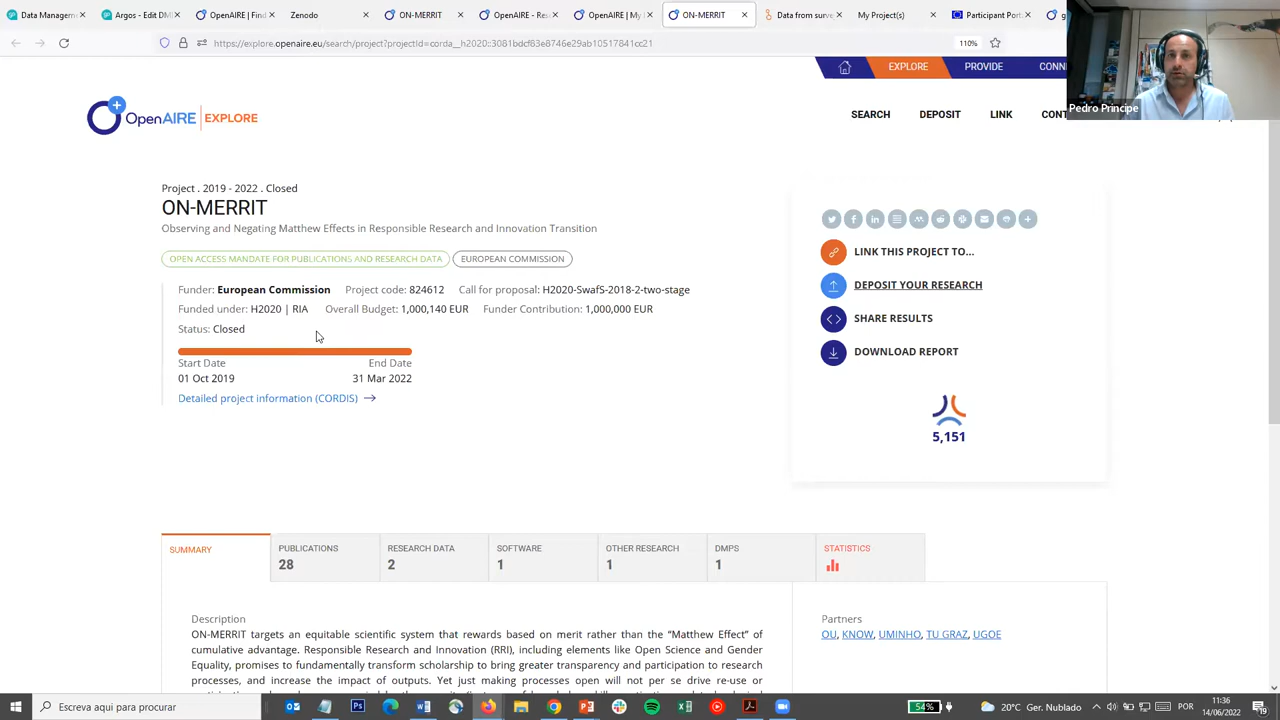 Data Managem
Argos - Edit DMI
OpenAIRE | Find
Zenodo
ON-MERRIT
OpenAIRE - Res
OpenAIRE | My
ON-MERRIT
Data from surve
My Project(s)
Participant Port
https://explore.openaire.eu/search/project?projectid=corda__h2020::3081bdcf83e8746e29ab10517841cc21
110%
EXPLORE
PROVIDE
CONN
Pedro Principe
OpenAIRE | EXPLORE
SEARCH
DEPOSIT
LINK
CONT
Project . 2019 - 2022 . Closed
ON-MERRIT
Observing and Negating Matthew Effects in Responsible Research and Innovation Transition
OPEN ACCESS MANDATE FOR PUBLICATIONS AND RESEARCH DATA
EUROPEAN COMMISSION
Funder: European Commission Project code: 824612 Call for proposal: H2020-SwafS-2018-2-two-stage
Funded under: H2020 | RIA Overall Budget: 1,000,140 EUR Funder Contribution: 1,000,000 EUR
Status: Closed
Start Date End Date
01 Oct 2019 31 Mar 2022
Detailed project information (CORDIS)
LINK THIS PROJECT TO...
DEPOSIT YOUR RESEARCH
SHARE RESULTS
DOWNLOAD REPORT
5,151
SUMMARY
PUBLICATIONS
28
RESEARCH DATA
2
SOFTWARE
1
OTHER RESEARCH
1
DMPS
1
STATISTICS
Description
ON-MERRIT targets an equitable scientific system that rewards based on merit rather than the “Matthew Effect” of
cumulative advantage. Responsible Research and Innovation (RRI), including elements like Open Science and Gender
Equality, promises to fundamentally transform scholarship to bring greater transparency and participation to research
processes, and increase the impact of outputs. Yet just making processes open will not per se drive re-use or
Partners
OU, KNOW, UMINHO, TU GRAZ, UGOE
Escreva aqui para procurar
54%
20°C Ger. Nublado
POR
11:36
14/06/2022
19